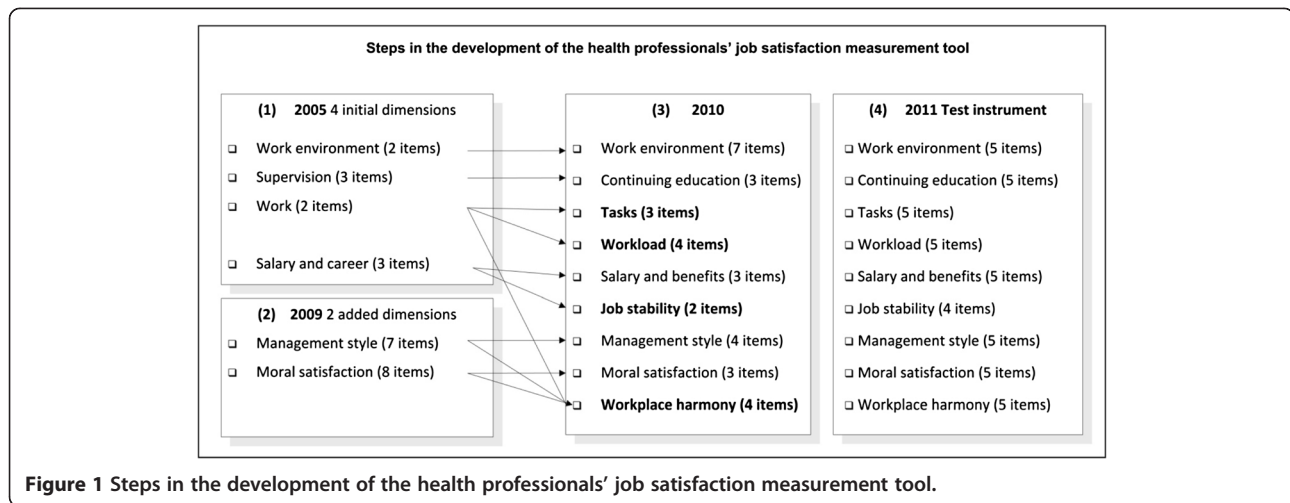 Steps in the development of the health professionals’ job satisfaction measurement tool
(1) 2005 4 initial dimensions
❑ Work environment (2 items)
❑ Supervision (3 items)
❑ Work (2 items)
❑ Salary and career (3 items)
(2) 2009 2 added dimensions
❑ Management style (7 items)
❑ Moral satisfaction (8 items)
(3) 2010
❑ Work environment (7 items)
❑ Continuing education (3 items)
❑ Tasks (3 items)
❑ Workload (4 items)
❑ Salary and benefits (3 items)
❑ Job stability (2 items)
❑ Management style (4 items)
❑ Moral satisfaction (3 items)
❑ Workplace harmony (4 items)
(4) 2011 Test instrument
❑ Work environment (5 items)
❑ Continuing education (5 items)
❑ Tasks (5 items)
❑ Workload (5 items)
❑ Salary and benefits (5 items)
❑ Job stability (4 items)
❑ Management style (5 items)
❑ Moral satisfaction (5 items)
❑ Workplace harmony (5 items)
Figure 1 Steps in the development of the health professionals’ job satisfaction measurement tool.